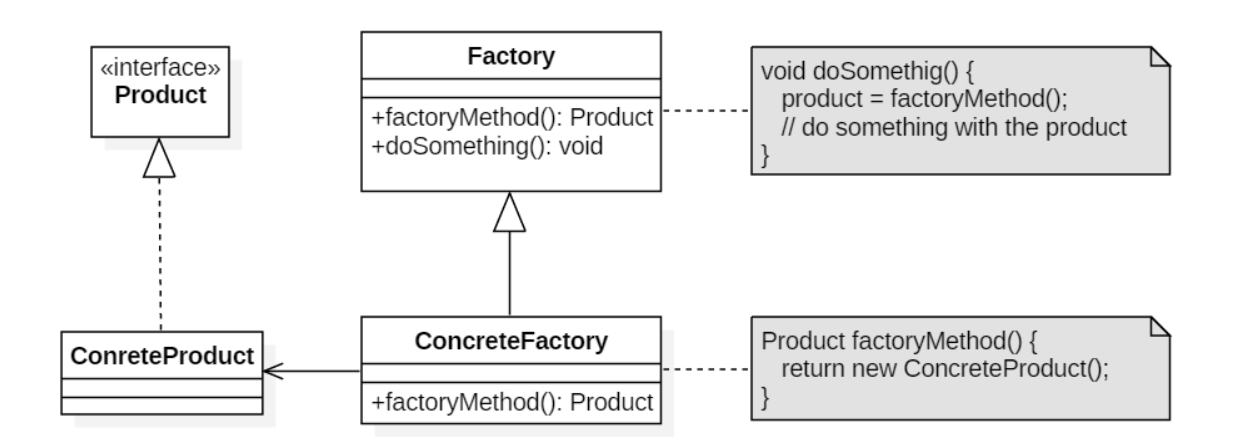 «interface»
Product
Factory
+factoryMethod(): Product
+doSomething(): void
void doSomethig() {
product = factoryMethod();
// do something with the product
}
ConreteProduct
ConcreteFactory
+factoryMethod(): Product
Product factoryMethod() {
return new ConcreteProduct();
}